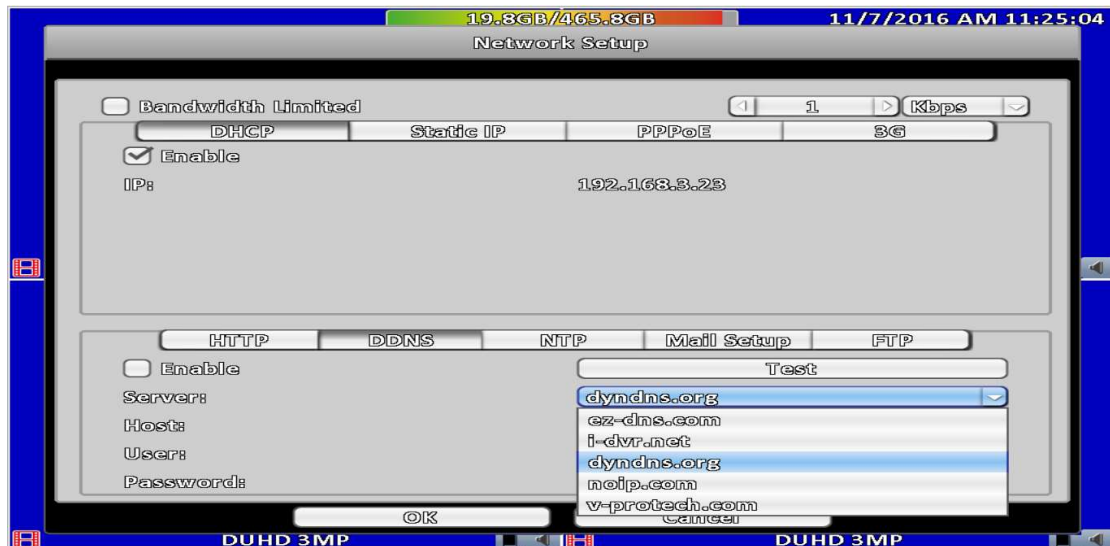 19.8GB/465.8GB 11/7/2016 AM 11:25:04
Network Setup
Bandwidth Limited 1 Kbps
DHCP Static IP PPPoE 3G
Enable
IP: 192.168.3.23
HTTP DDNS NTP Mail Setup FTP
Enable Test
Server: dyndns.org
ez-dns.com
Host:
i-dvr.net
User:
dyndns.org
Password:
noip.com
v-protech.com
OK Cancel
DUHD 3MP DUHD 3MP